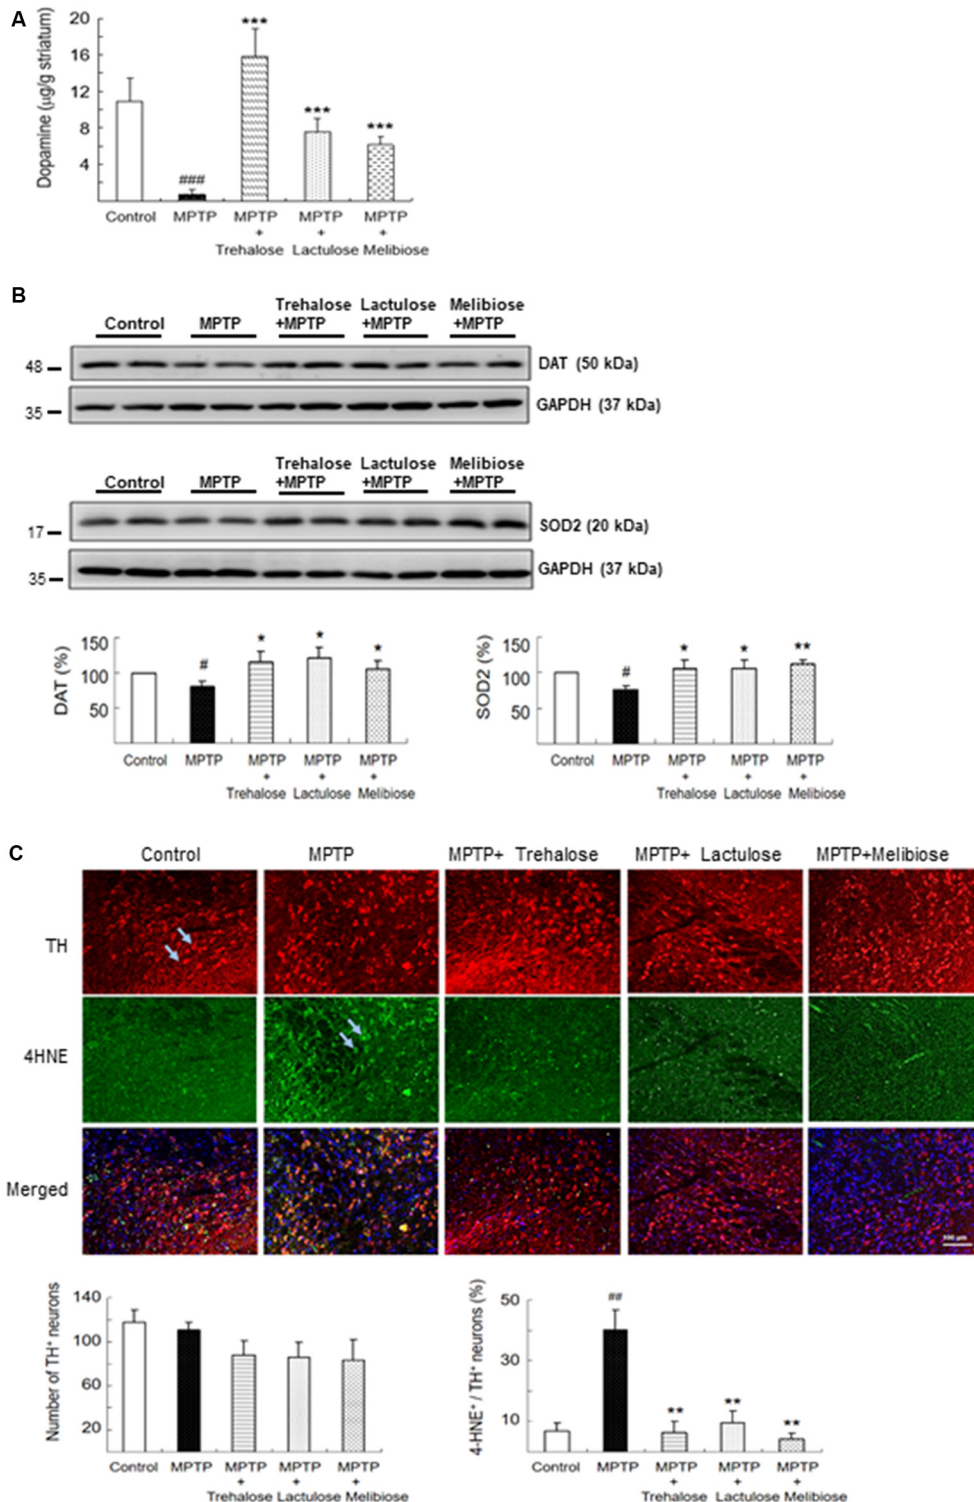 A
Dopamine (µg/g striatum)
20
16
12
8
4
###
***
***
***
Control MPTP MPTP MPTP MPTP
+ + +
Trehalose Lactulose Melibiose
B
Trehalose Lactulose Melibiose
Control MPTP +MPTP +MPTP +MPTP
48
DAT (50 kDa)
35
GAPDH (37 kDa)
Trehalose Lactulose Melibiose
Control MPTP +MPTP +MPTP +MPTP
17
SOD2 (20 kDa)
35
GAPDH (37 kDa)
DAT (%)
150
100
50
#
*
*
*
Control MPTP MPTP MPTP MPTP
+ + +
Trehalose Lactulose Melibiose
SOD2 (%)
150
100
50
#
*
*
**
Control MPTP MPTP MPTP MPTP
+ + +
Trehalose Lactulose Melibiose
C
Control MPTP MPTP+ Trehalose MPTP+ Lactulose MPTP+Melibiose
TH
4HNE
Merged
Number of TH⁺ neurons
140
100
60
20
Control MPTP MPTP MPTP MPTP
+ + +
Trehalose Lactulose Melibiose
4-HNE⁺ / TH⁺ neurons (%)
50
30
10
##
**
**
**
Control MPTP MPTP MPTP MPTP
+ + +
Trehalose Lactulose Melibiose